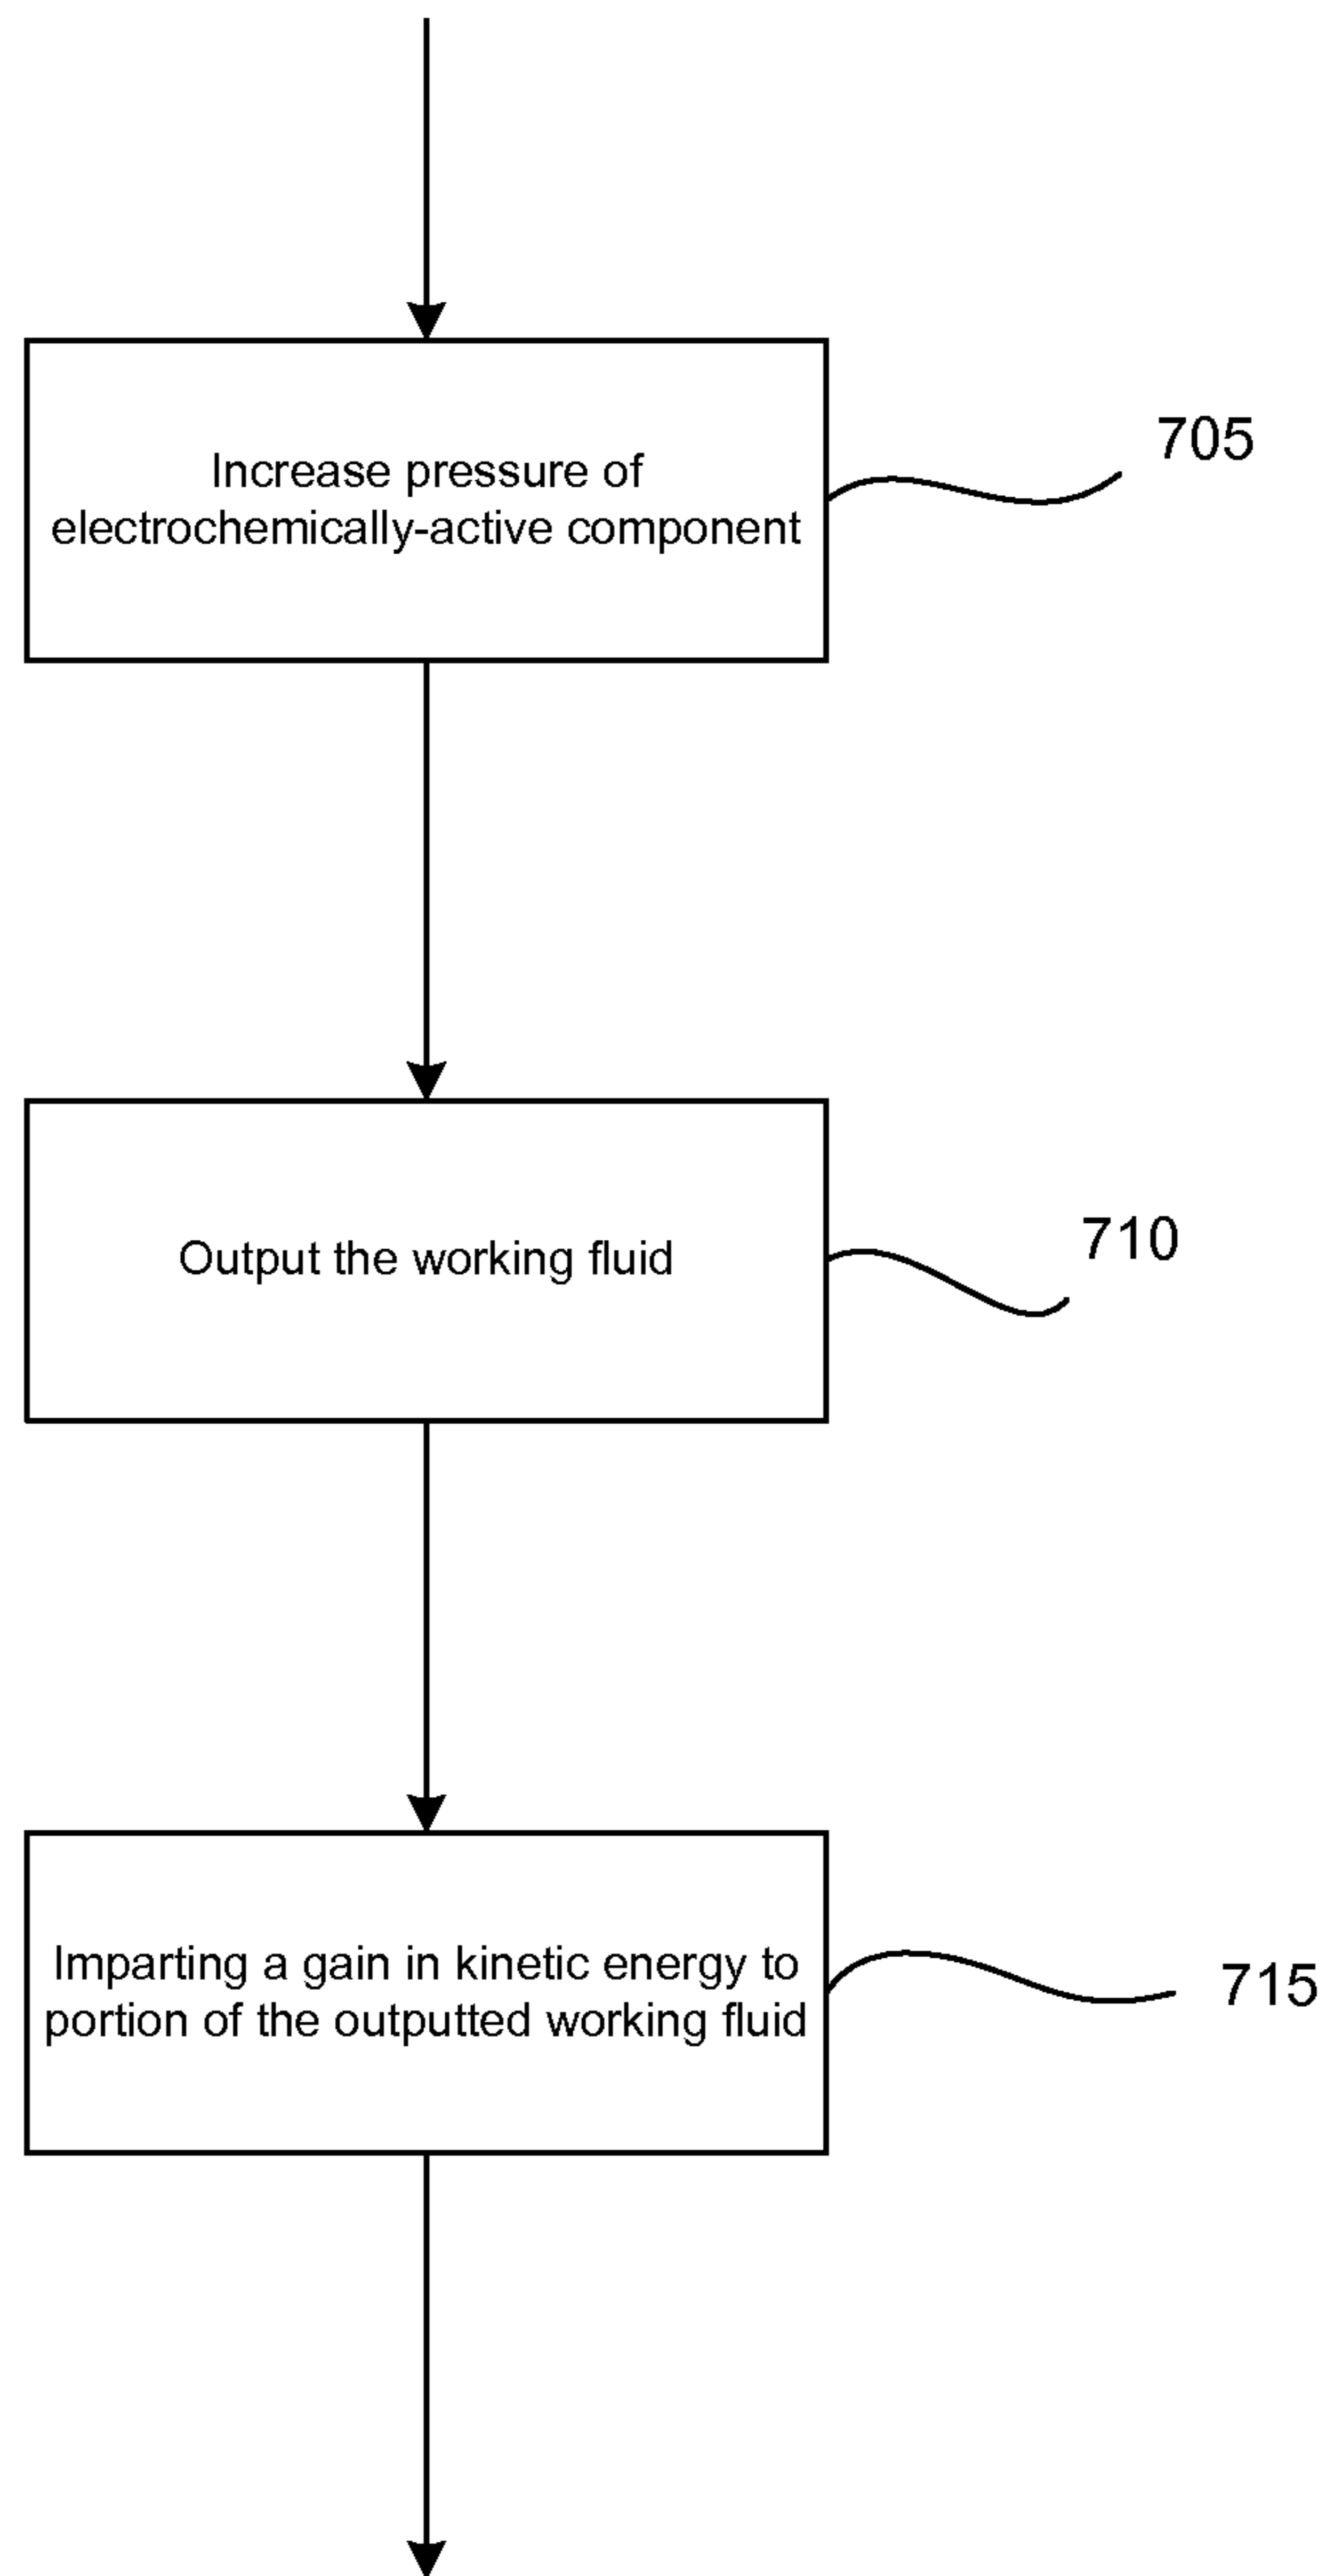 Increase pressure of
electrochemically-active component
705
Output the working fluid
710
Imparting a gain in kinetic energy to
portion of the outputted working fluid
715